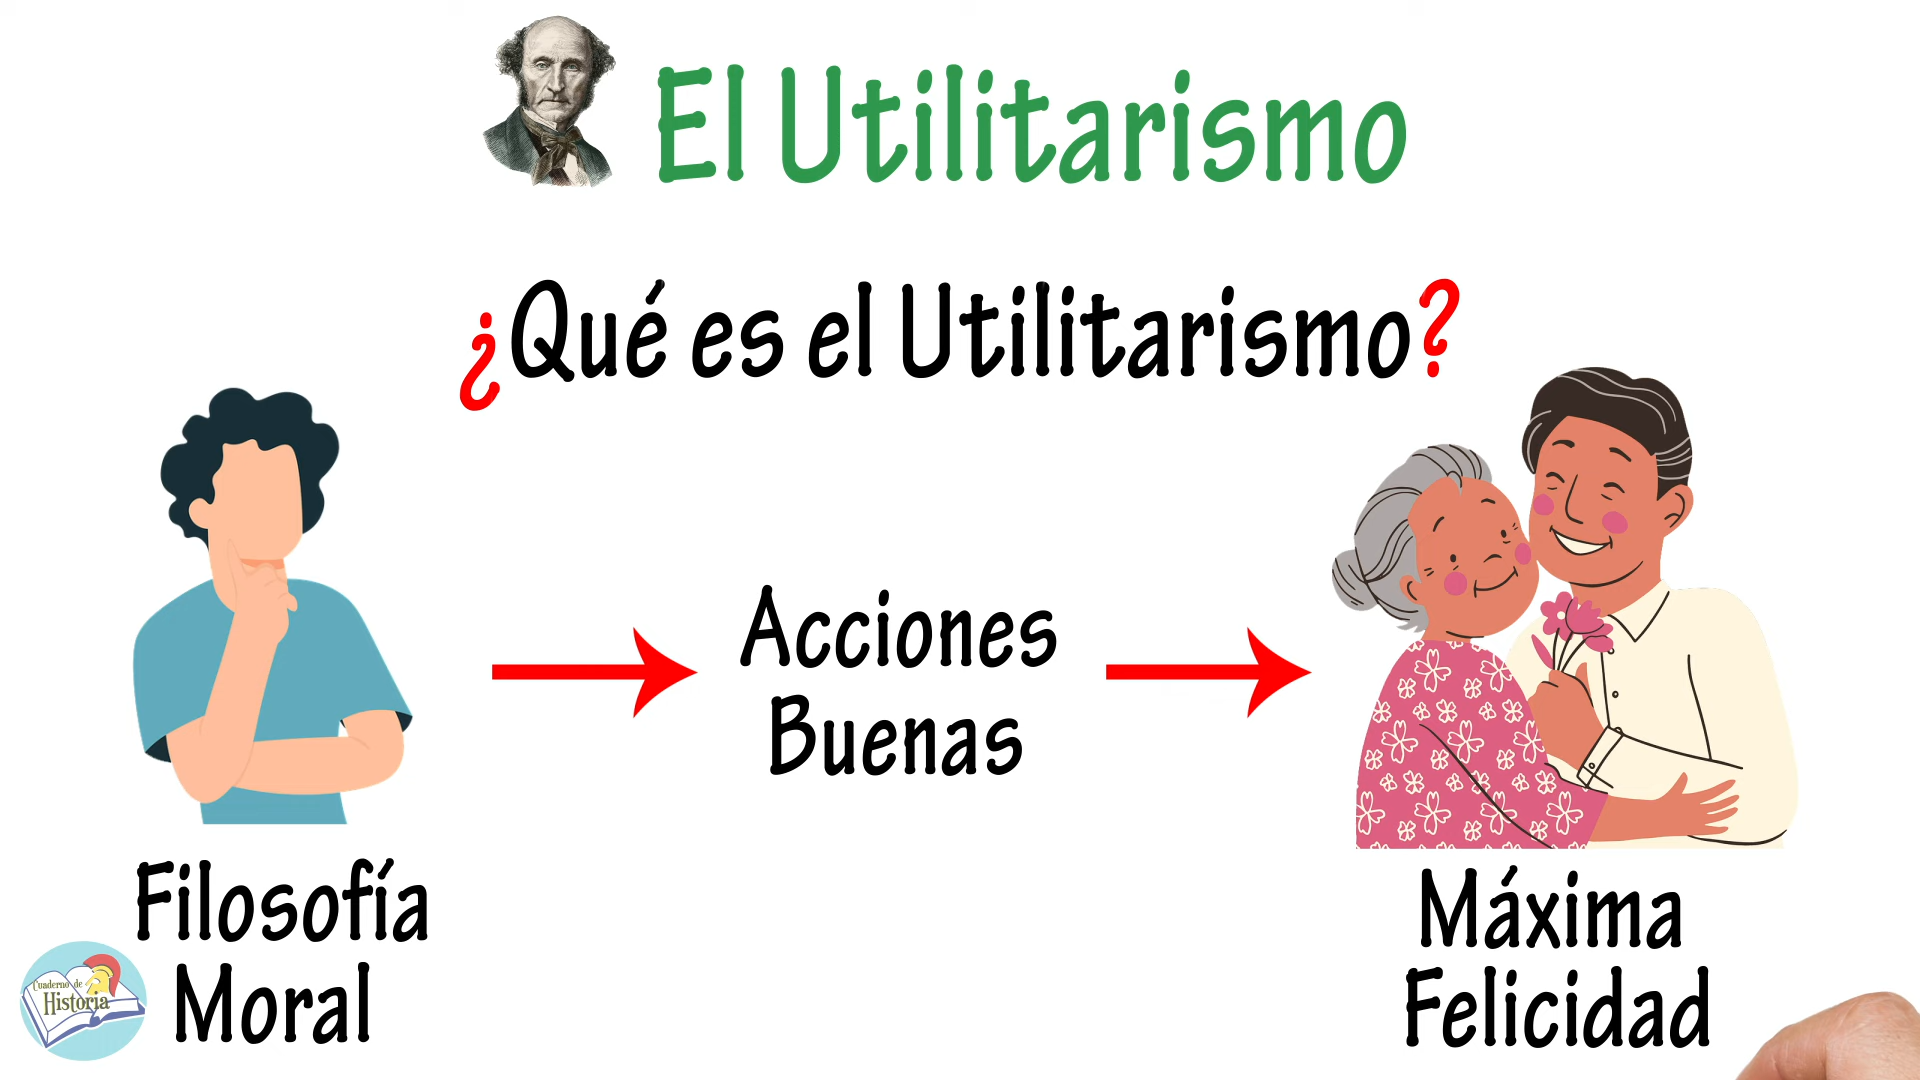 El Utilitarismo
¿Qué es el Utilitarismo?
Acciones
Buenas
Filosofía
Moral
Máxima
Felicidad
Cuaderno de
Historia